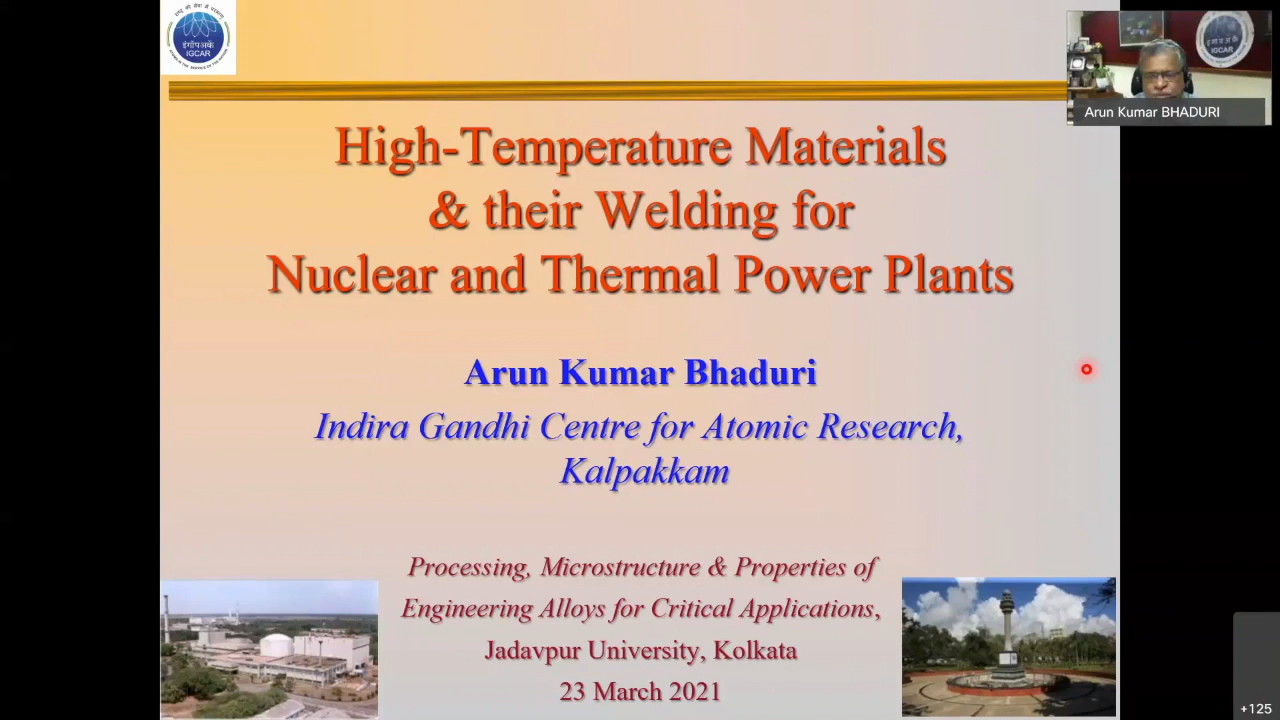 इंगाँपअकें
IGCAR
IGCAR
Arun Kumar BHADURI
High-Temperature Materials
& their Welding for
Nuclear and Thermal Power Plants
Arun Kumar Bhaduri
Indira Gandhi Centre for Atomic Research,
Kalpakkam
Processing, Microstructure & Properties of
Engineering Alloys for Critical Applications,
Jadavpur University, Kolkata
23 March 2021
+125